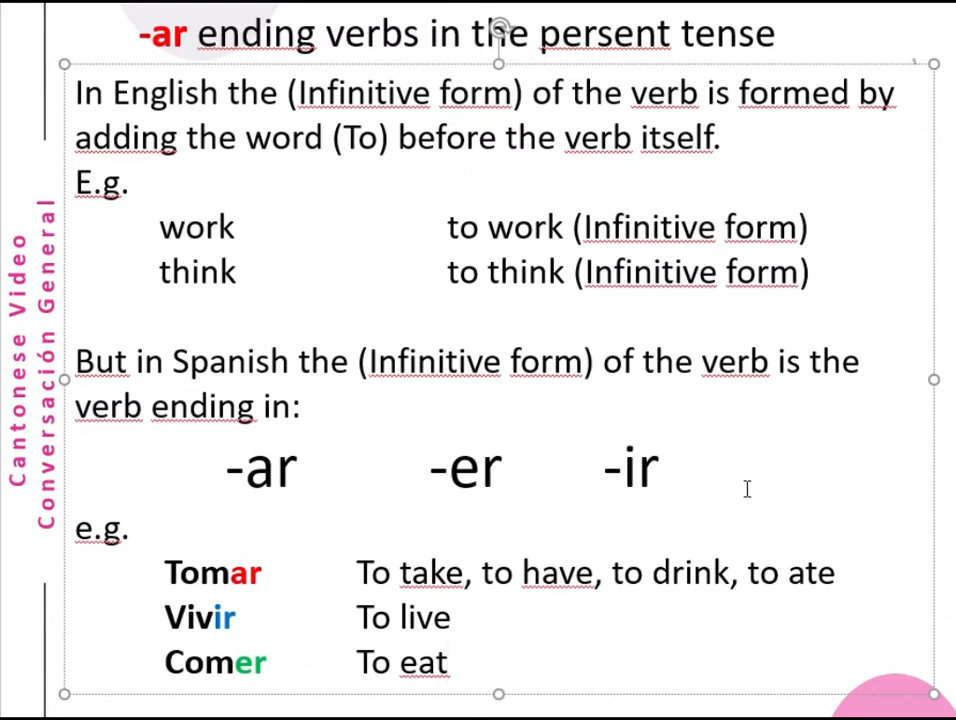 -ar ending verbs in the persent tense
In English the (Infinitive form) of the verb is formed by
adding the word (To) before the verb itself.
E.g.
work to work (Infinitive form)
think to think (Infinitive form)
But in Spanish the (Infinitive form) of the verb is the
verb ending in:
-ar -er -ir
e.g.
Tomar To take, to have, to drink, to ate
Vivir To live
Comer To eat
Cantonese Video
Conversación General